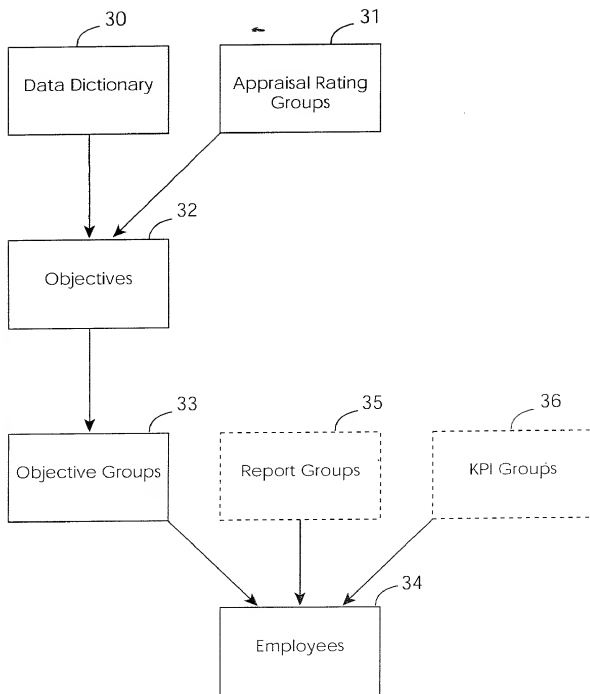 30
31
Data Dictionary
Appraisal Rating
Groups
32
Objectives
33
35
36
Objective Groups
Report Groups
KPI Groups
34
Employees